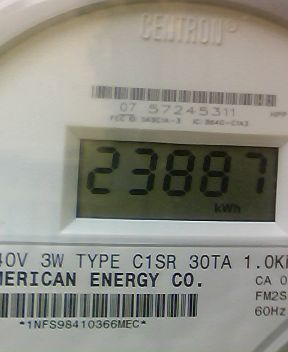 CENTRON®
07 57245311
23887
kWh
40V 3W TYPE C1SR 30TA 1.0K
MERICAN ENERGY CO.
CA 0
FM2S
60Hz
*1NFS98410366MEC*